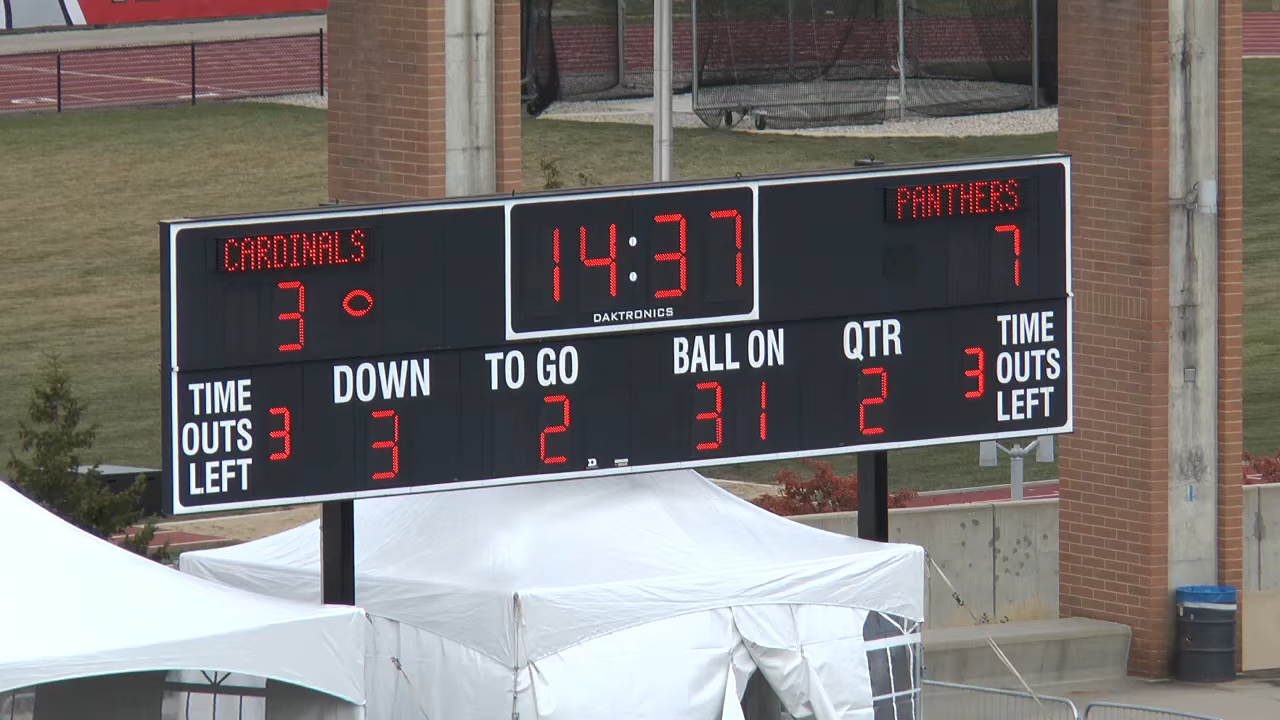 CARDINALS
3
14:37
DAKTRONICS
PANTHERS
7
TIME
OUTS
LEFT
3
DOWN
3
TO GO
2
BALL ON
31
QTR
2
3
TIME
OUTS
LEFT